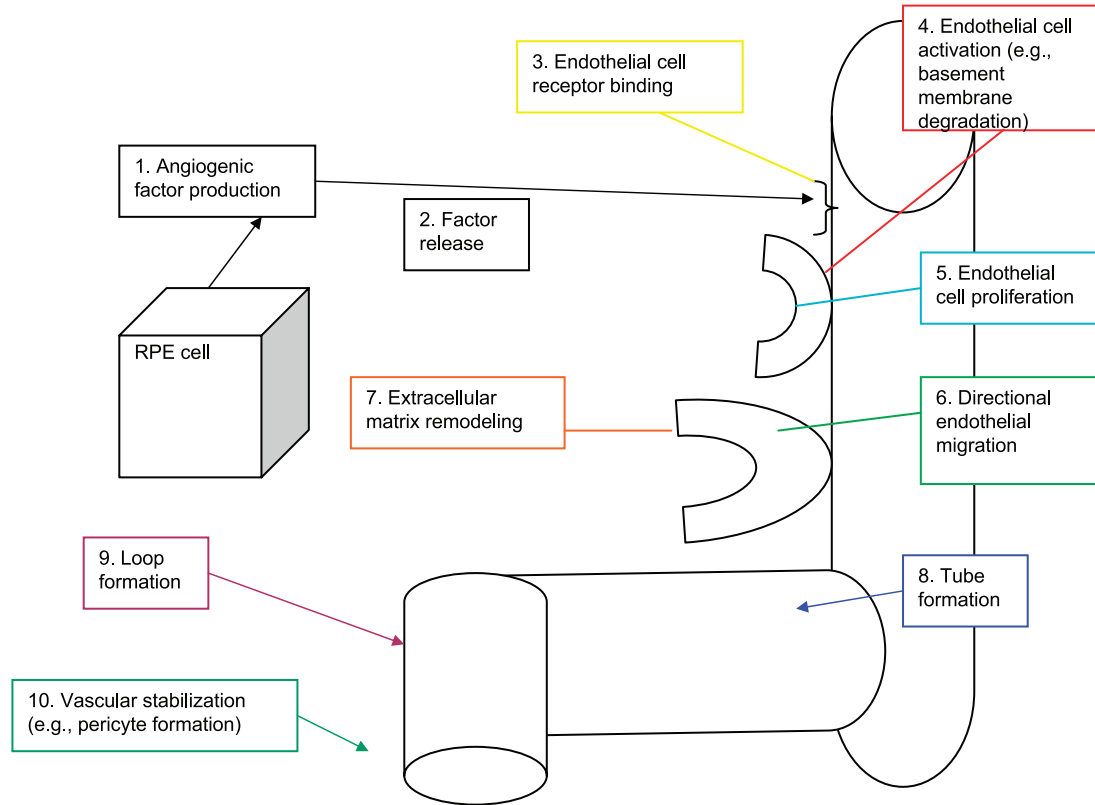 1. Angiogenic
factor production
2. Factor
release
RPE cell
3. Endothelial cell
receptor binding
4. Endothelial cell
activation (e.g.,
basement
membrane
degradation)
5. Endothelial
cell proliferation
6. Directional
endothelial
migration
7. Extracellular
matrix remodeling
8. Tube
formation
9. Loop
formation
10. Vascular stabilization
(e.g., pericyte formation)